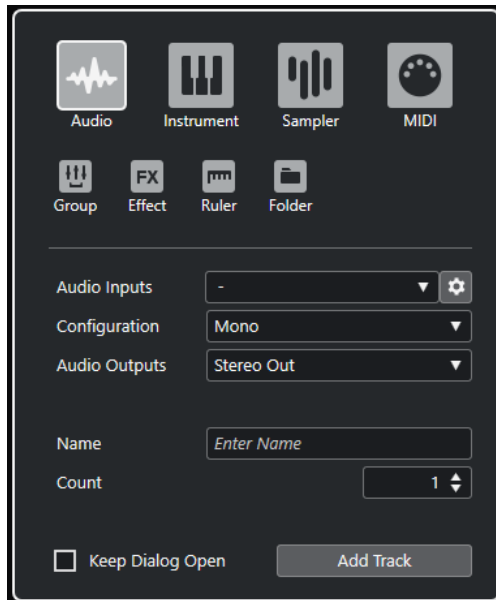 Audio Instrument Sampler MIDI
FX
Group Effect Ruler Folder
Audio Inputs -
Configuration Mono
Audio Outputs Stereo Out
Name Enter Name
Count 1
Keep Dialog Open Add Track